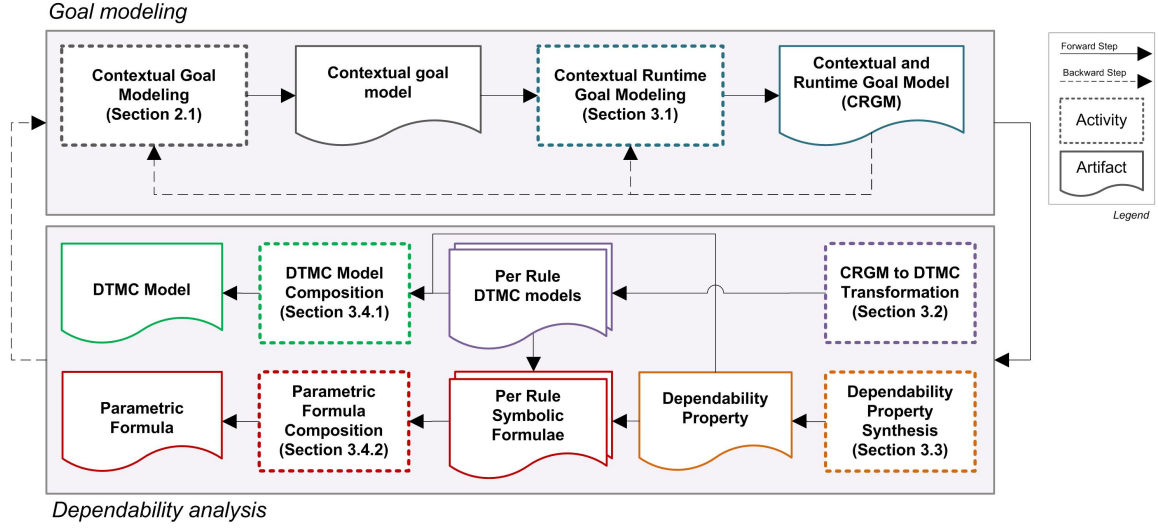 Goal modeling
Contextual Goal
Modeling
(Section 2.1)
Contextual goal
model
Contextual Runtime
Goal Modeling
(Section 3.1)
Contextual and
Runtime Goal Model
(CRGM)
Forward Step
Backward Step
Activity
Artifact
Legend
DTMC Model
DTMC Model
Composition
(Section 3.4.1)
Per Rule
DTMC models
CRGM to DTMC
Transformation
(Section 3.2)
Parametric
Formula
Parametric
Formula
Composition
(Section 3.4.2)
Per Rule
Symbolic
Formulae
Dependability
Property
Dependability
Property
Synthesis
(Section 3.3)
Dependability analysis